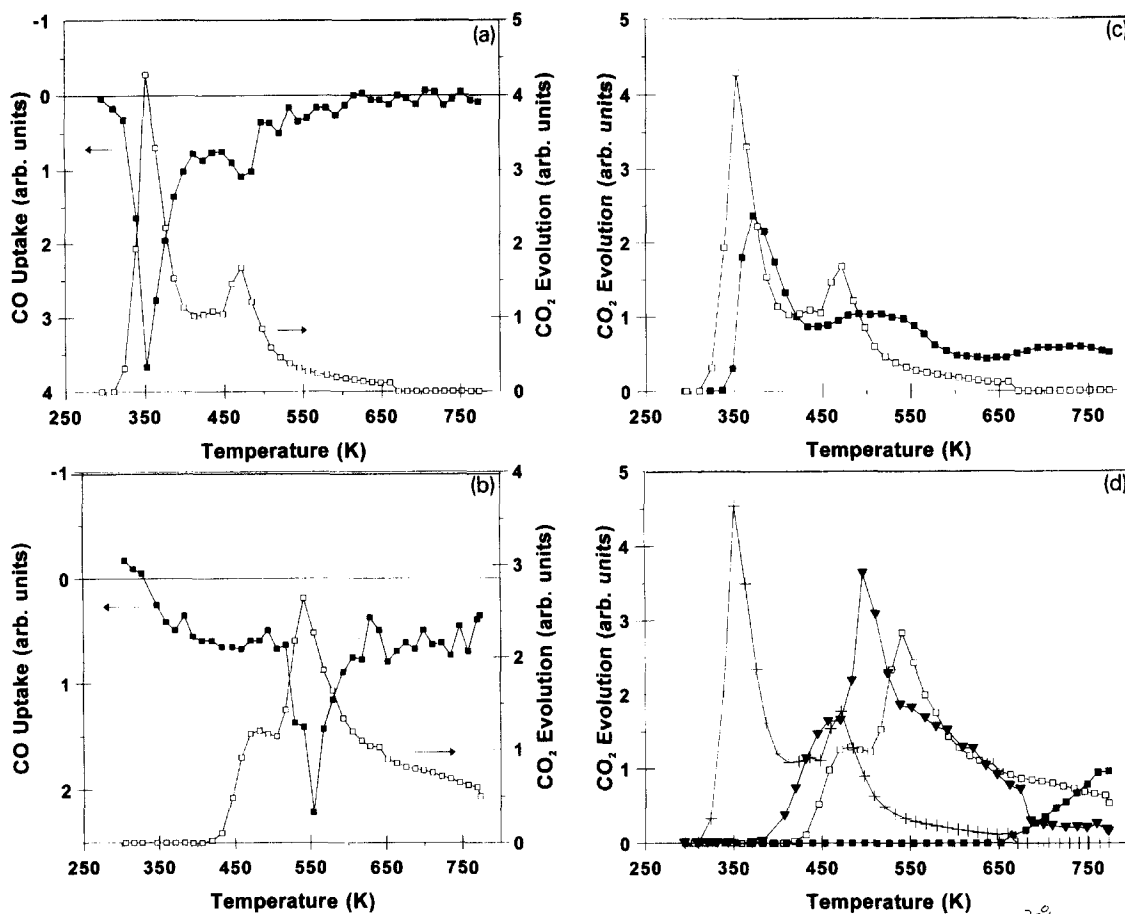 (a)
-1
0
1
2
3
4
CO Uptake (arb. units)
5
4
3
2
1
0
CO₂ Evolution (arb. units)
250 350 450 550 650 750
Temperature (K)
(c)
5
4
3
2
1
0
CO₂ Evolution (arb. units)
250 350 450 550 650 750
Temperature (K)
(b)
-1
0
1
2
CO Uptake (arb. units)
4
3
2
1
0
CO₂ Evolution (arb. units)
250 350 450 550 650 750
Temperature (K)
(d)
5
4
3
2
1
0
CO₂ Evolution (arb. units)
250 350 450 550 650 750
Temperature (K)